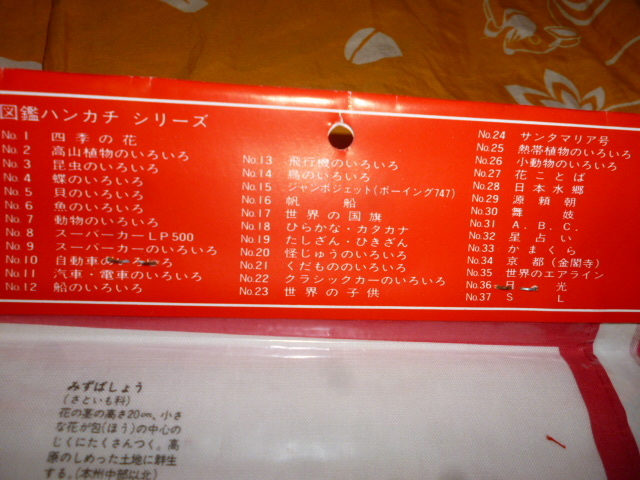 図鑑ハンカチ シリーズ
No.1 四季の花
No.2 高山植物のいろいろ
No.3 昆虫のいろいろ
No.4 蝶のいろいろ
No.5 貝のいろいろ
No.6 魚のいろいろ
No.7 動物のいろいろ
No.8 スーパーカーLP500
No.9 スーパーカーのいろいろ
No.10 自動車のいろいろ
No.11 汽車・電車のいろいろ
No.12 船のいろいろ
No.13 飛行機のいろいろ
No.14 鳥のいろいろ
No.15 ジャンボジェット(ボーイング747)
No.16 帆船
No.17 世界の国旗
No.18 ひらかな・カタカナ
No.19 たしざん・ひきざん
No.20 怪じゅうのいろいろ
No.21 くだもののいろいろ
No.22 クラシックカーのいろいろ
No.23 世界の子供
No.24 サンタマリア号
No.25 熱帯植物のいろいろ
No.26 小動物のいろいろ
No.27 花ことば
No.28 日本水郷
No.29 源頼朝
No.30 舞妓
No.31 A.B.C.
No.32 星占い
No.33 かまくら
No.34 京都(金閣寺)
No.35 世界のエアライン
No.36 日光
No.37 SL
みずばしょう
(さといも科)
花の茎の高さ20cm、小さ
な花が包(ほう)の中心の
じくにたくさんつく。高
原のしめった土地に群生
する。(本州中部以北)